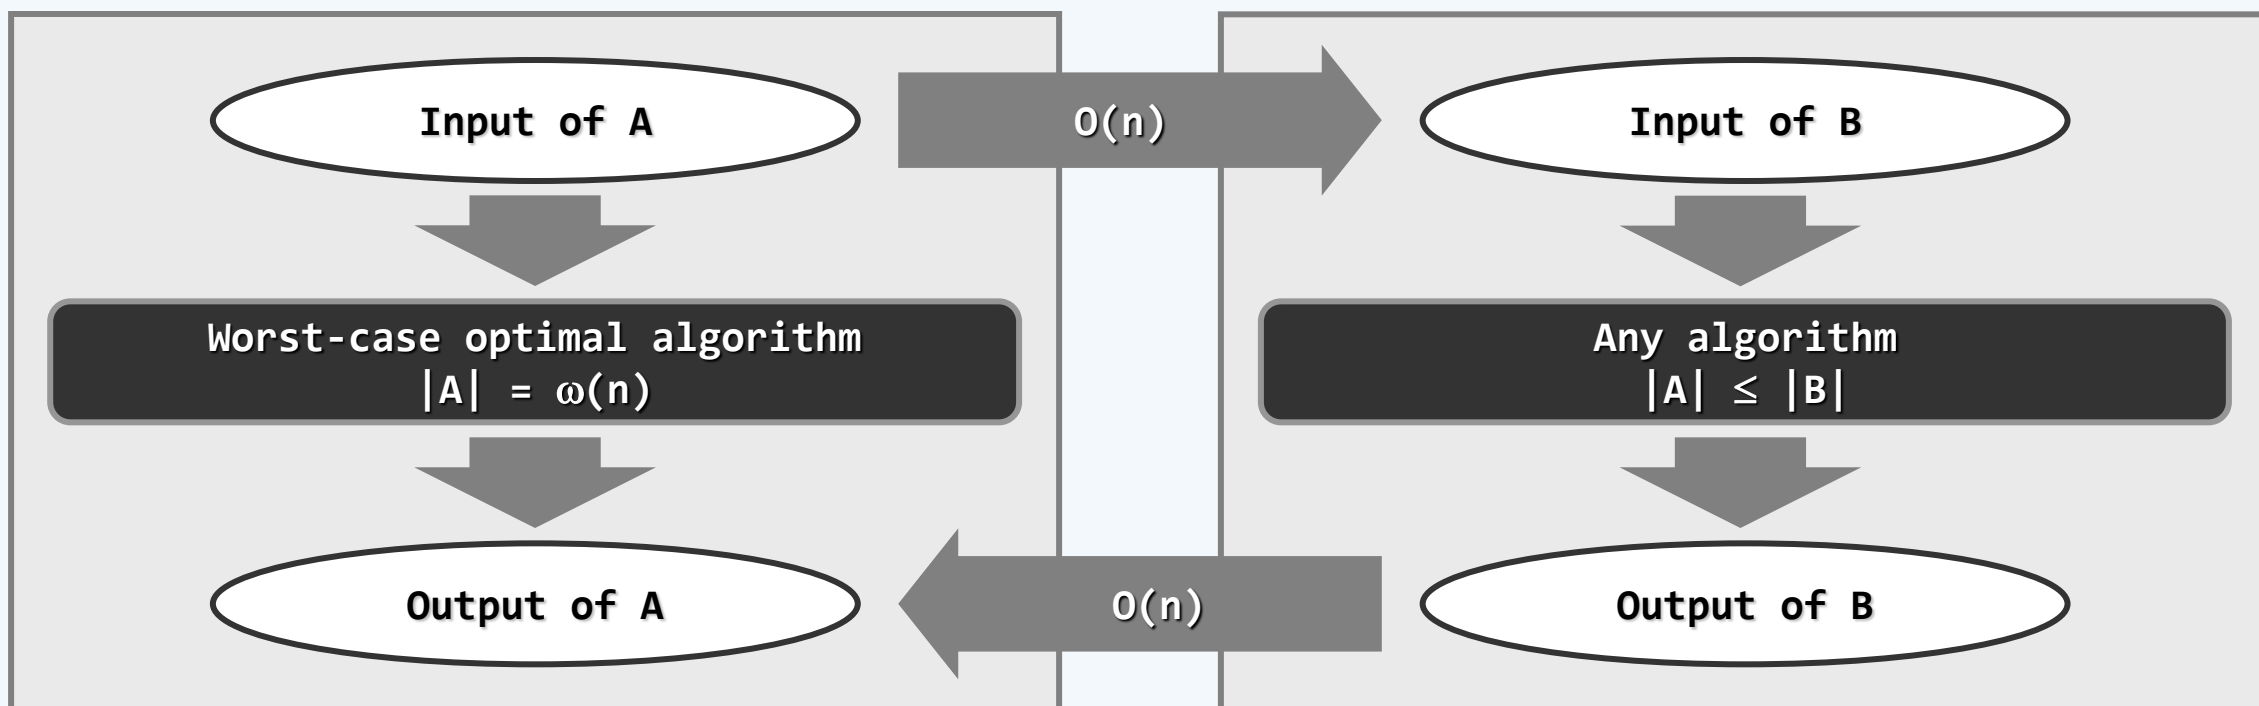 Input of A
O(n)
Input of B
Worst-case optimal algorithm
|A| = ω(n)
Any algorithm
|A| ≤ |B|
Output of A
O(n)
Output of B